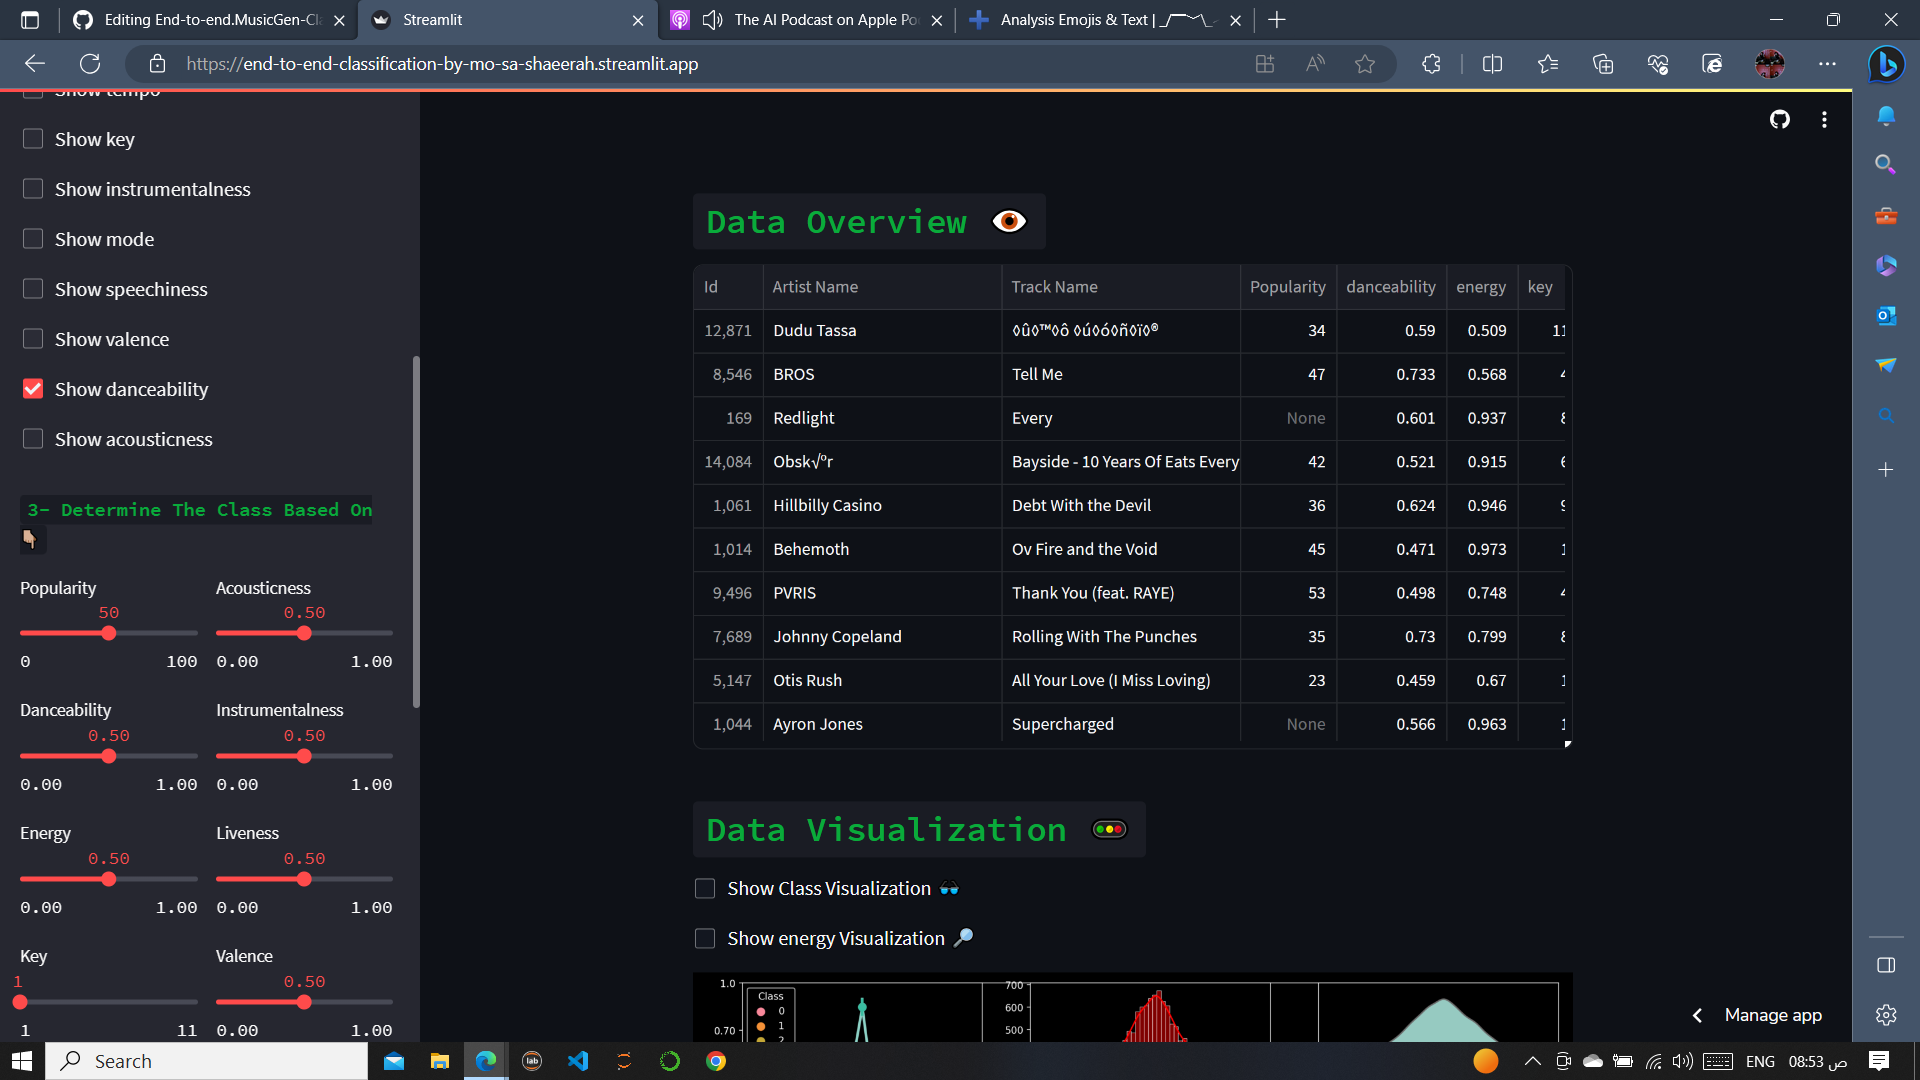 Editing End-to-end.MusicGen-Cla
Streamlit
The AI Podcast on Apple Po
Analysis Emojis & Text |
https://end-to-end-classification-by-mo-sa-shaeerah.streamlit.app
Show tempo
Show key
Show instrumentalness
Show mode
Show speechiness
Show valence
Show danceability
Show acousticness
3- Determine The Class Based On
👇🏼
Popularity Acousticness
50 0.50
0 100 0.00 1.00
Danceability Instrumentalness
0.50 0.50
0.00 1.00 0.00 1.00
Energy Liveness
0.50 0.50
0.00 1.00 0.00 1.00
Key Valence
1 0.50
1 11 0.00 1.00
Data Overview 👁️
Id Artist Name Track Name Popularity danceability energy key
12,871 Dudu Tassa ◊û◊™◊ô ◊ú◊ó◊ñ◊ï◊® 34 0.59 0.509 11
8,546 BROS Tell Me 47 0.733 0.568 4
169 Redlight Every None 0.601 0.937 8
14,084 Obsk√ºr Bayside - 10 Years Of Eats Every 42 0.521 0.915 6
1,061 Hillbilly Casino Debt With the Devil 36 0.624 0.946 9
1,014 Behemoth Ov Fire and the Void 45 0.471 0.973 1
9,496 PVRIS Thank You (feat. RAYE) 53 0.498 0.748 4
7,689 Johnny Copeland Rolling With The Punches 35 0.73 0.799 8
5,147 Otis Rush All Your Love (I Miss Loving) 23 0.459 0.67 1
1,044 Ayron Jones Supercharged None 0.566 0.963 1
Data Visualization 🚥
Show Class Visualization 🕶️
Show energy Visualization 🔎
1.0
0.70
Class
0
1
2
700
600
500
Manage app
Search
lab
ENG 08:53 ص